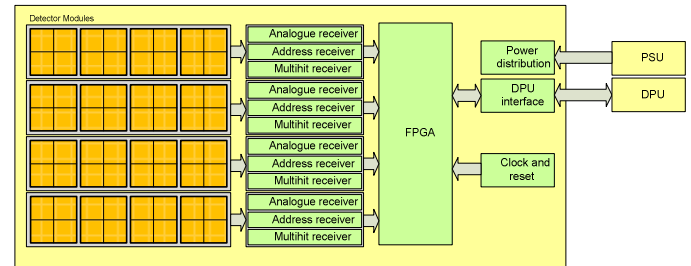 Detector Modules
Analogue receiver
Address receiver
Multihit receiver
Analogue receiver
Address receiver
Multihit receiver
Analogue receiver
Address receiver
Multihit receiver
Analogue receiver
Address receiver
Multihit receiver
FPGA
Power
distribution
DPU
interface
Clock and
reset
PSU
DPU